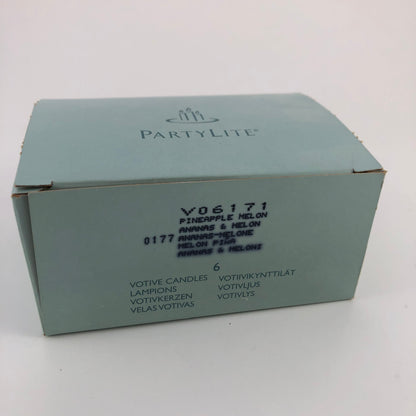 PARTYLITE®
V06171
PINEAPPLE MELON
ANANAS & MELON
0177 ANANAS-MELONE
MELON PIÑA
ANANAS & MELONI
6
VOTIVE CANDLES VOTIIVIKYNTTILÄT
LAMPIONS VOTIVLJUS
VOTIVKERZEN VOTIVLYS
VELAS VOTIVAS